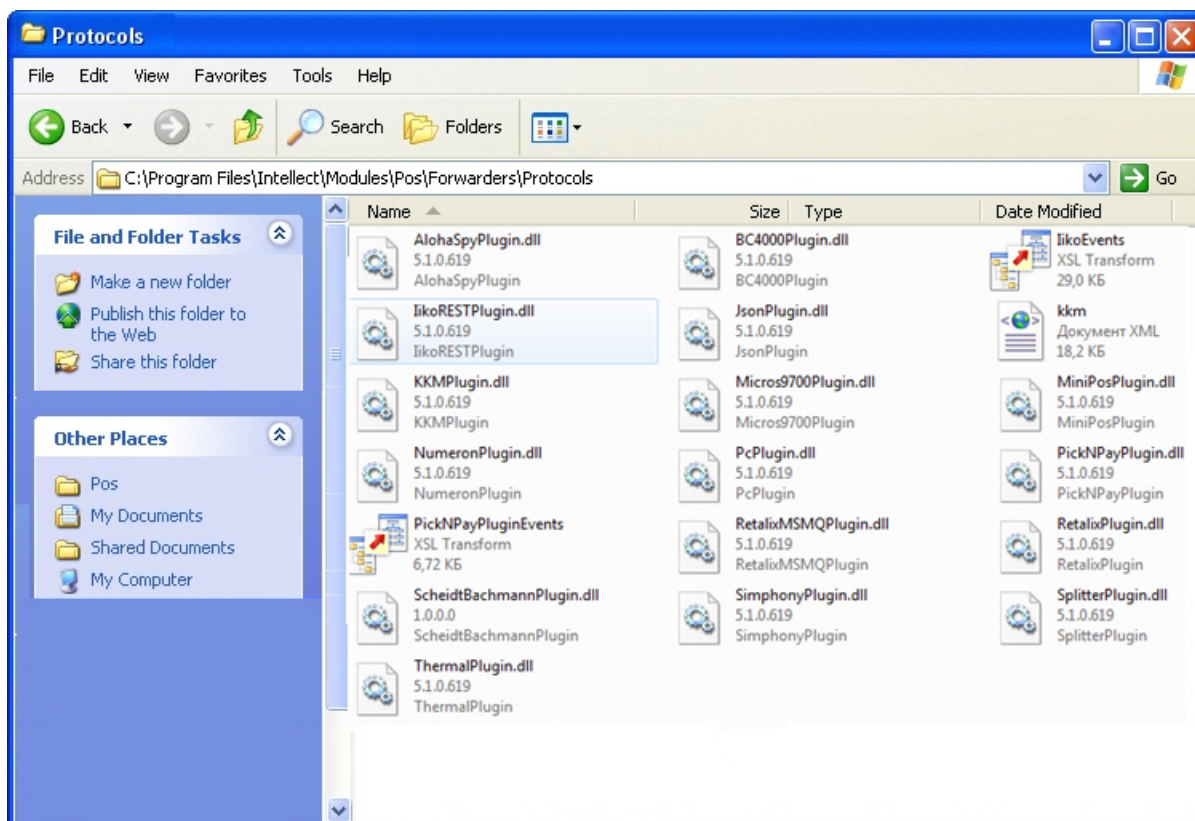 Protocols
File Edit View Favorites Tools Help
Back Search Folders
Address C:\Program Files\Intellect\Modules\Pos\Forwarders\Protocols Go
File and Folder Tasks
Make a new folder
Publish this folder to
the Web
Share this folder
Other Places
Pos
My Documents
Shared Documents
My Computer
Name Size Type Date Modified
AlohaSpyPlugin.dll BC4000Plugin.dll IikoEvents
5.1.0.619 5.1.0.619 XSL Transform
AlohaSpyPlugin BC4000Plugin 29,0 КБ
IikoRESTPlugin.dll JsonPlugin.dll kkm
5.1.0.619 5.1.0.619 Документ XML
IikoRESTPlugin JsonPlugin 18,2 КБ
KKMPlugin.dll Micros9700Plugin.dll MiniPosPlugin.dll
5.1.0.619 5.1.0.619 5.1.0.619
KKMPlugin Micros9700Plugin MiniPosPlugin
NumeronPlugin.dll PcPlugin.dll PickNPayPlugin.dll
5.1.0.619 5.1.0.619 5.1.0.619
NumeronPlugin PcPlugin PickNPayPlugin
PickNPayPluginEvents RetalixMSMQPlugin.dll RetalixPlugin.dll
XSL Transform 5.1.0.619 5.1.0.619
6,72 КБ RetalixMSMQPlugin RetalixPlugin
ScheidtBachmannPlugin.dll SimphonyPlugin.dll SplitterPlugin.dll
1.0.0.0 5.1.0.619 5.1.0.619
ScheidtBachmannPlugin SimphonyPlugin SplitterPlugin
ThermalPlugin.dll
5.1.0.619
ThermalPlugin